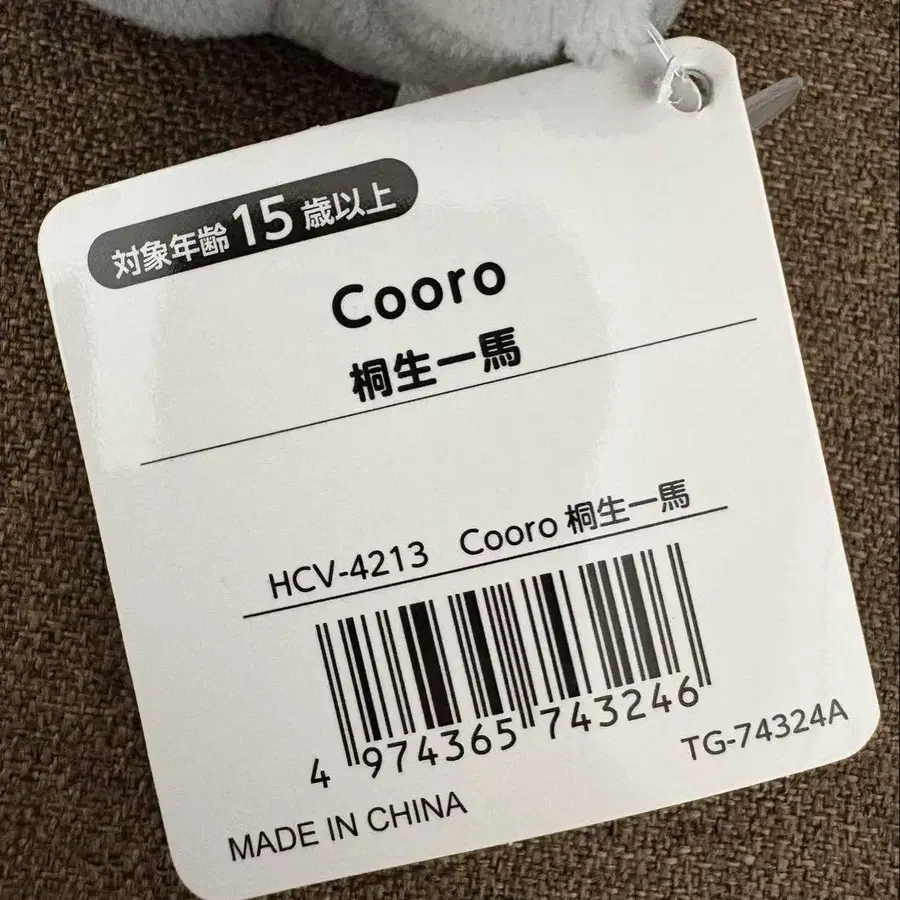 対象年齢15歳以上
Cooro
桐生一馬
HCV-4213 Cooro 桐生一馬
4 974365 743246
TG-74324A
MADE IN CHINA